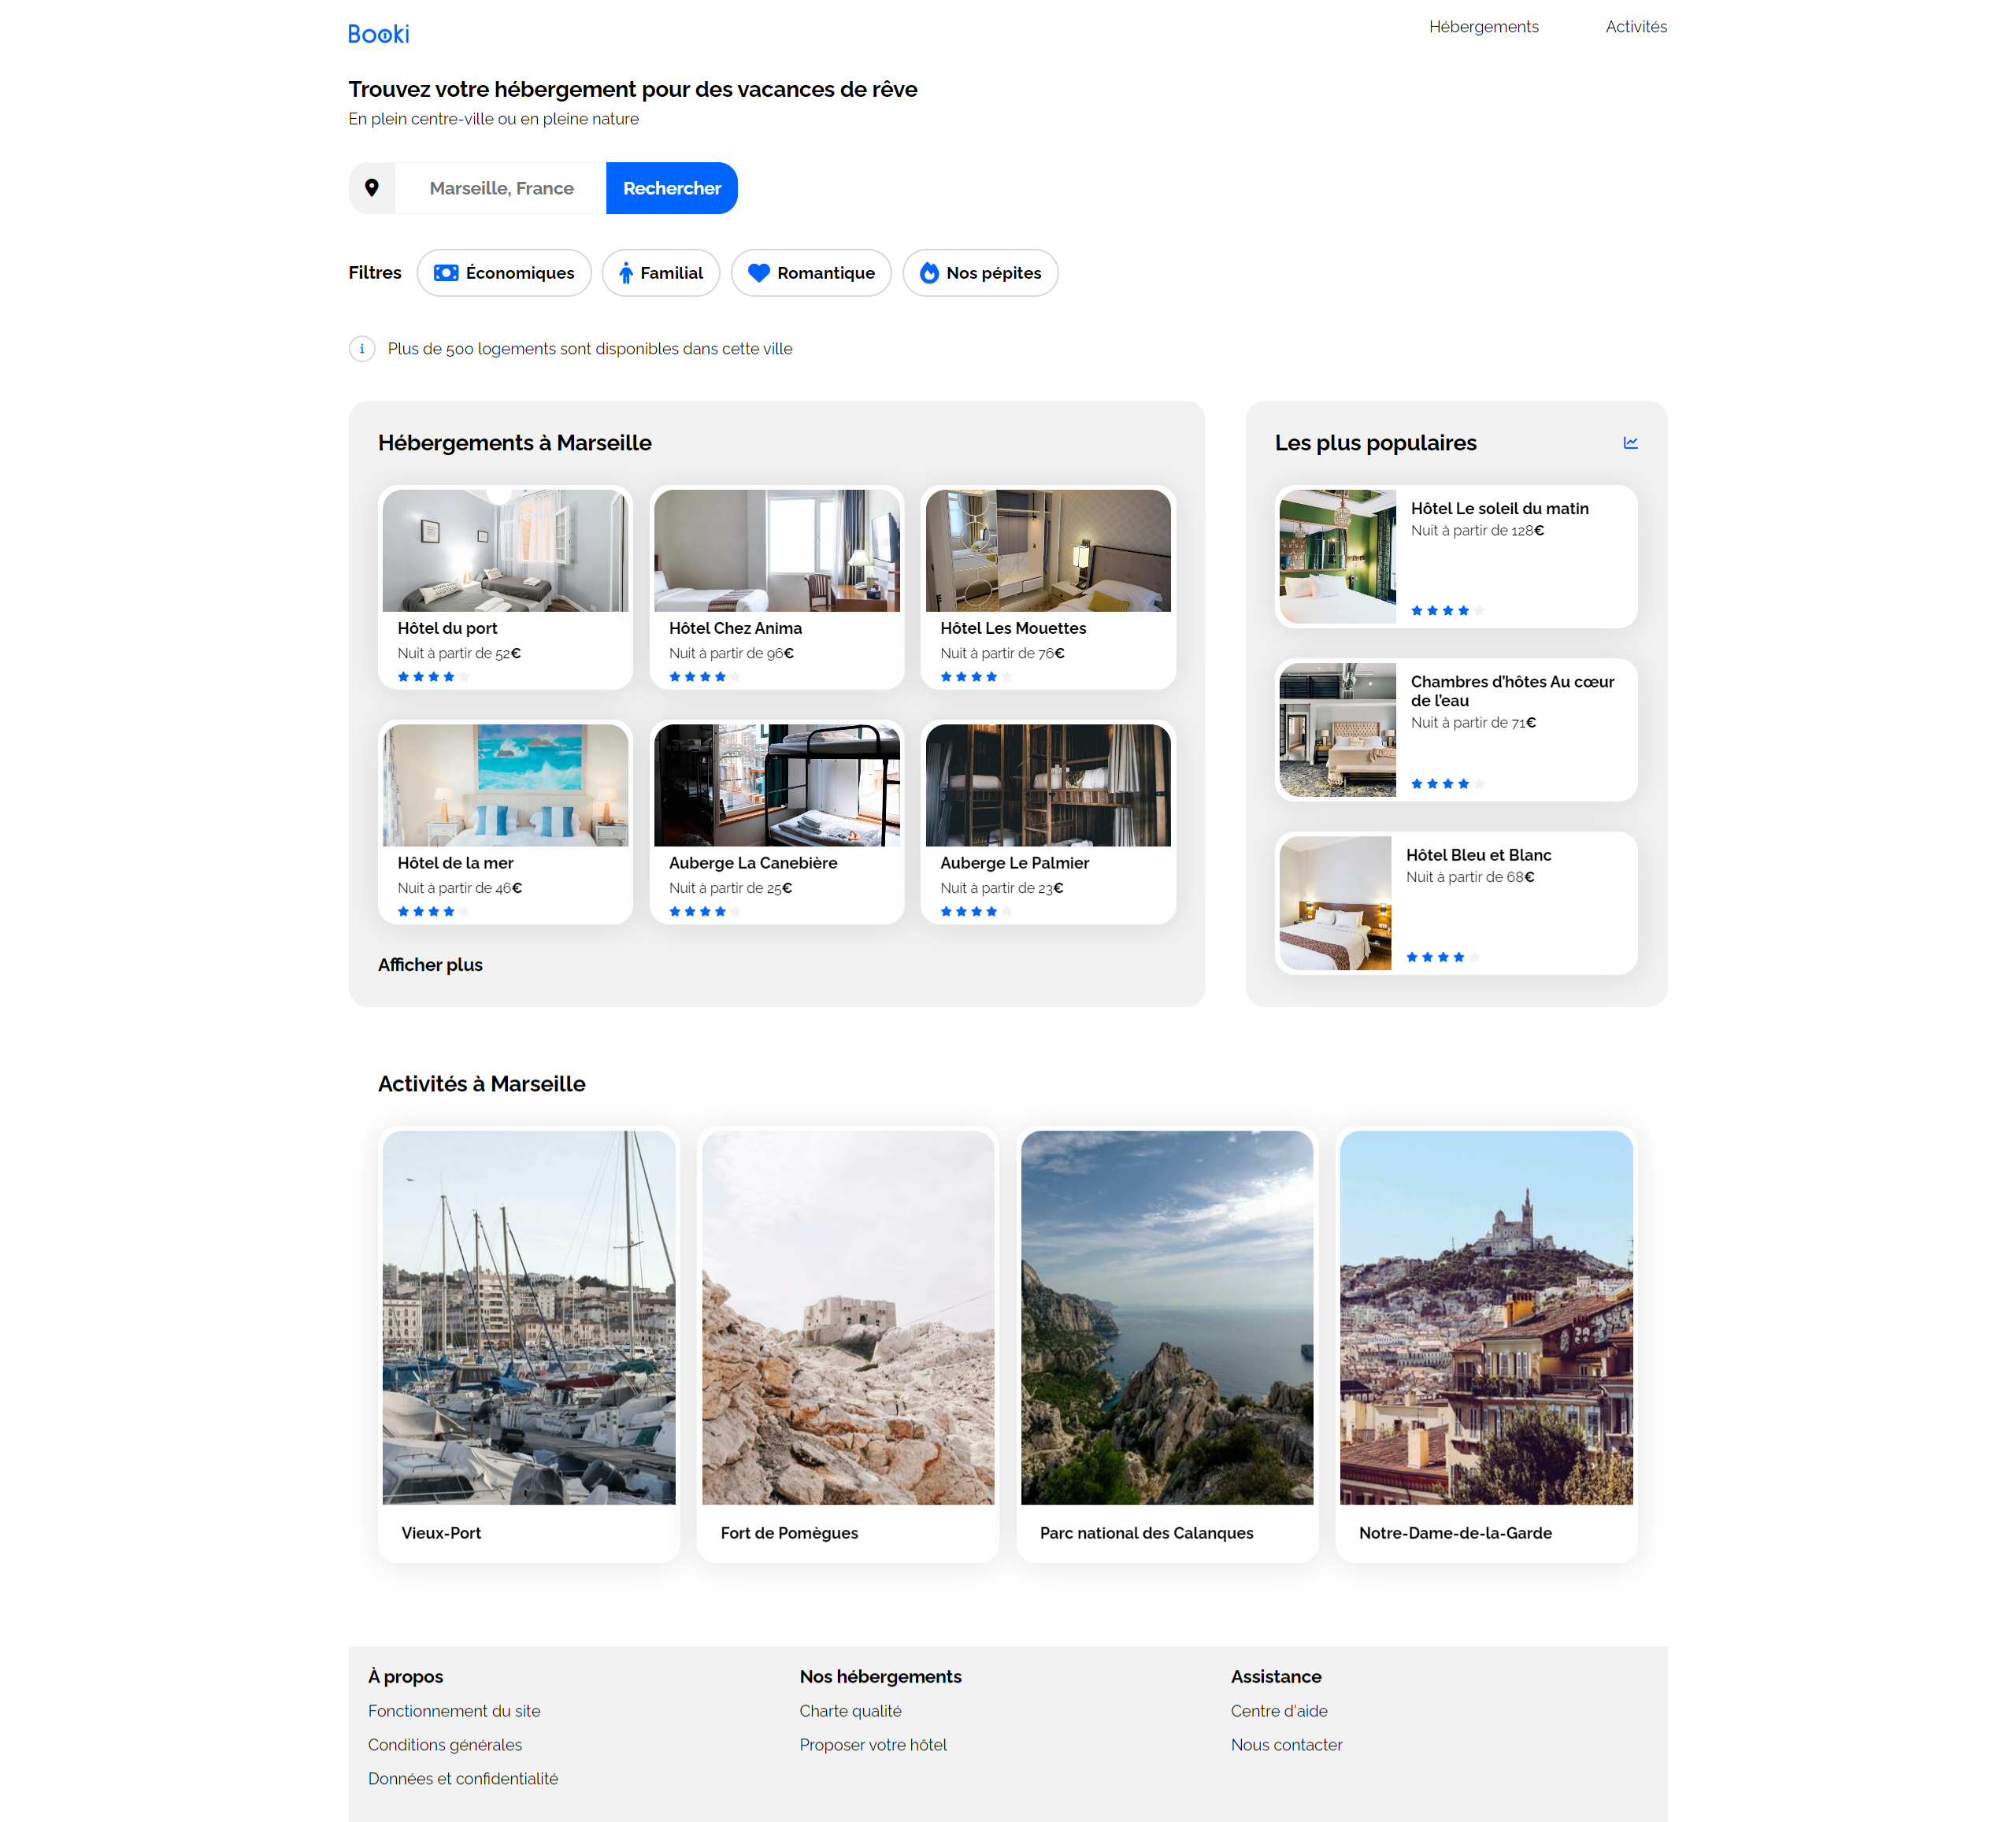 Booki
Hébergements
Activités
Trouvez votre hébergement pour des vacances de rêve
En plein centre-ville ou en pleine nature
Marseille, France
Rechercher
Filtres
Économiques
Familial
Romantique
Nos pépites
Plus de 500 logements sont disponibles dans cette ville
Hébergements à Marseille
Hôtel du port
Nuit à partir de 52€
Hôtel Chez Anima
Nuit à partir de 96€
Hôtel Les Mouettes
Nuit à partir de 76€
Hôtel de la mer
Nuit à partir de 46€
Auberge La Canebière
Nuit à partir de 25€
Auberge Le Palmier
Nuit à partir de 23€
Afficher plus
Les plus populaires
Hôtel Le soleil du matin
Nuit à partir de 128€
Chambres d'hôtes Au cœur
de l'eau
Nuit à partir de 71€
Hôtel Bleu et Blanc
Nuit à partir de 68€
Activités à Marseille
Vieux-Port
Fort de Pomègues
Parc national des Calanques
Notre-Dame-de-la-Garde
À propos
Fonctionnement du site
Conditions générales
Données et confidentialité
Nos hébergements
Charte qualité
Proposer votre hôtel
Assistance
Centre d'aide
Nous contacter